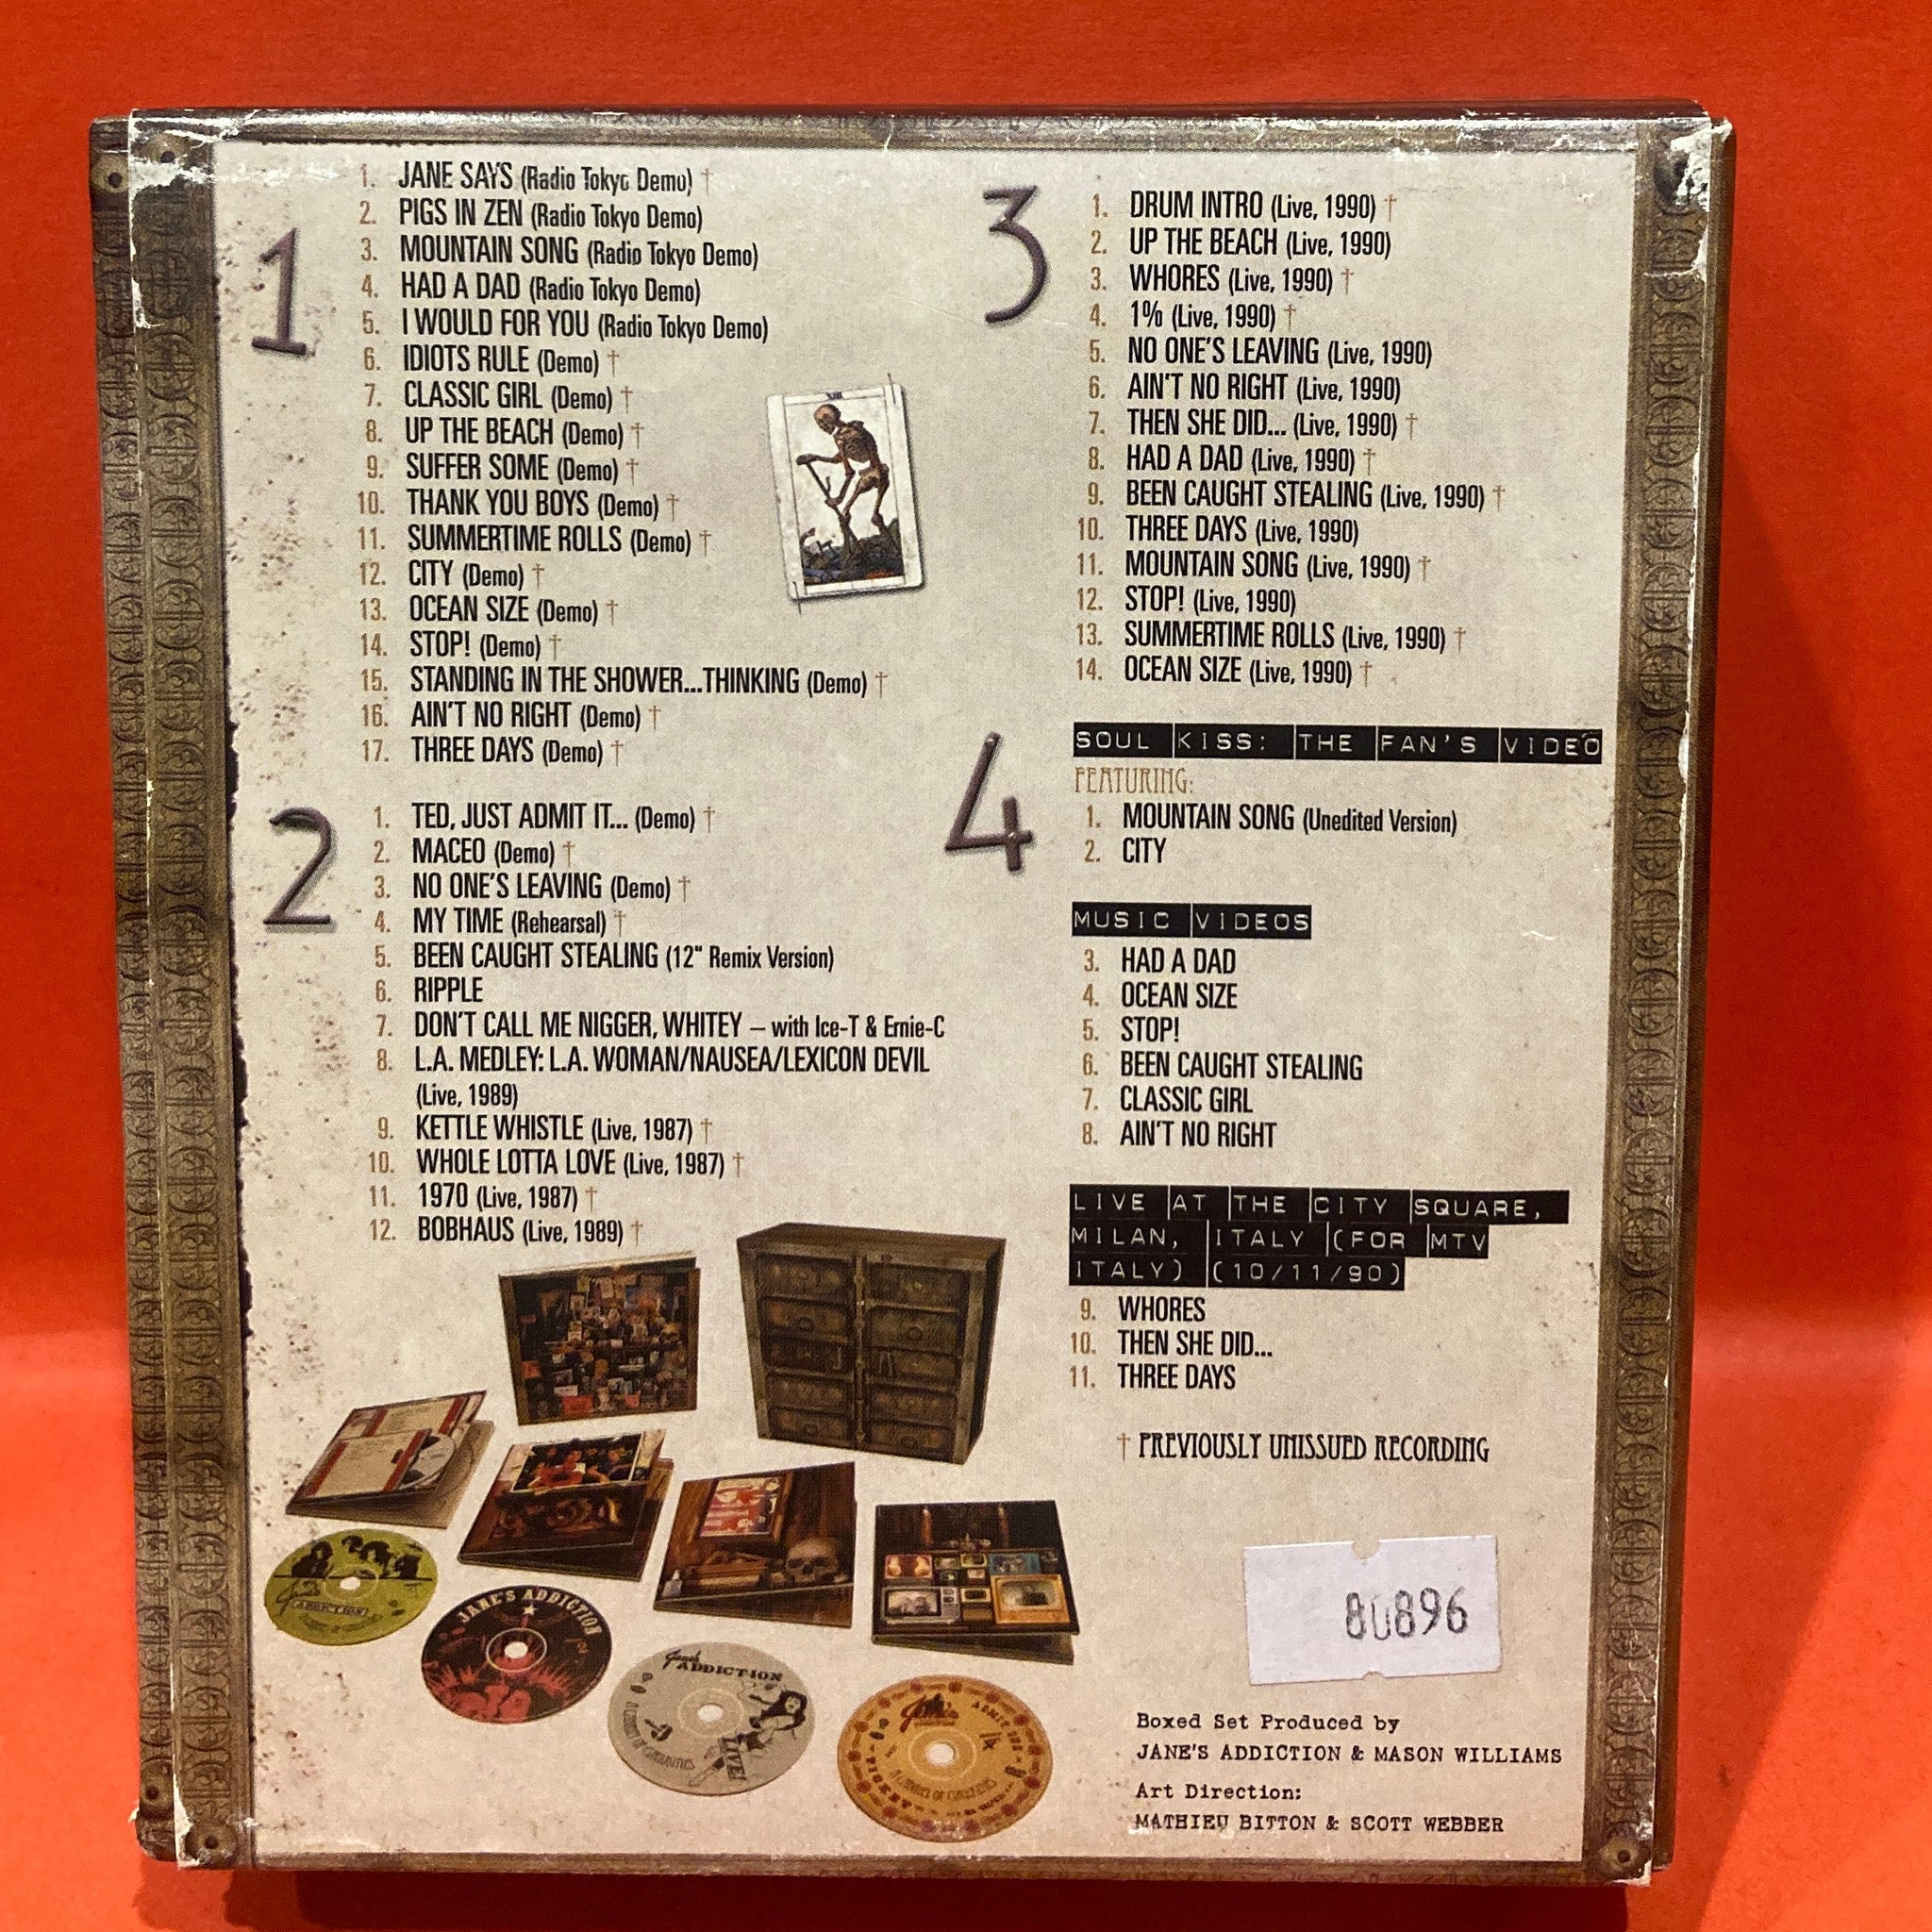 1
1. JANE SAYS (Radio Tokyo Demo) †
2. PIGS IN ZEN (Radio Tokyo Demo)
3. MOUNTAIN SONG (Radio Tokyo Demo)
4. HAD A DAD (Radio Tokyo Demo)
5. I WOULD FOR YOU (Radio Tokyo Demo)
6. IDIOTS RULE (Demo) †
7. CLASSIC GIRL (Demo) †
8. UP THE BEACH (Demo) †
9. SUFFER SOME (Demo) †
10. THANK YOU BOYS (Demo) †
11. SUMMERTIME ROLLS (Demo) †
12. CITY (Demo) †
13. OCEAN SIZE (Demo) †
14. STOP! (Demo) †
15. STANDING IN THE SHOWER...THINKING (Demo) †
16. AIN'T NO RIGHT (Demo) †
17. THREE DAYS (Demo) †
XIII
2
1. TED, JUST ADMIT IT... (Demo) †
2. MACEO (Demo) †
3. NO ONE'S LEAVING (Demo) †
4. MY TIME (Rehearsal) †
5. BEEN CAUGHT STEALING (12" Remix Version)
6. RIPPLE
7. DON'T CALL ME NIGGER, WHITEY – with Ice-T & Ernie-C
8. L.A. MEDLEY: L.A. WOMAN/NAUSEA/LEXICON DEVIL
(Live, 1989)
9. KETTLE WHISTLE (Live, 1987) †
10. WHOLE LOTTA LOVE (Live, 1987) †
11. 1970 (Live, 1987) †
12. BOBHAUS (Live, 1989) †
3
1. DRUM INTRO (Live, 1990) †
2. UP THE BEACH (Live, 1990)
3. WHORES (Live, 1990) †
4. 1% (Live, 1990) †
5. NO ONE'S LEAVING (Live, 1990)
6. AIN'T NO RIGHT (Live, 1990)
7. THEN SHE DID... (Live, 1990) †
8. HAD A DAD (Live, 1990) †
9. BEEN CAUGHT STEALING (Live, 1990) †
10. THREE DAYS (Live, 1990)
11. MOUNTAIN SONG (Live, 1990) †
12. STOP! (Live, 1990)
13. SUMMERTIME ROLLS (Live, 1990) †
14. OCEAN SIZE (Live, 1990) †
4
SOUL KISS: THE FAN'S VIDEO
FEATURING:
1. MOUNTAIN SONG (Unedited Version)
2. CITY
MUSIC VIDEOS
3. HAD A DAD
4. OCEAN SIZE
5. STOP!
6. BEEN CAUGHT STEALING
7. CLASSIC GIRL
8. AIN'T NO RIGHT
LIVE AT THE CITY SQUARE,
MILAN, ITALY (FOR MTV
ITALY) (10/11/90)
9. WHORES
10. THEN SHE DID...
11. THREE DAYS
† PREVIOUSLY UNISSUED RECORDING
80896
ADDICTION
JANE'S ADDICTION
Jane's ADDICTION
LIVE!
Jane's
Boxed Set Produced by
JANE'S ADDICTION & MASON WILLIAMS
Art Direction:
MATHIEU BITTON & SCOTT WEBBER